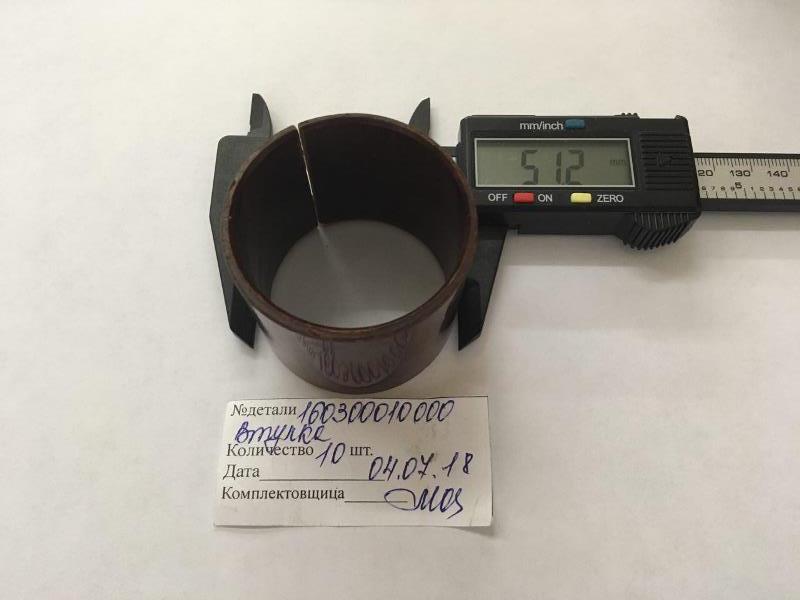 mm/inch
51.2 mm
OFF ON ZERO
120 130 140
№детали 160300010000
втулка
Количество 10 шт.
Дата 04.07.18
Комплектовщица